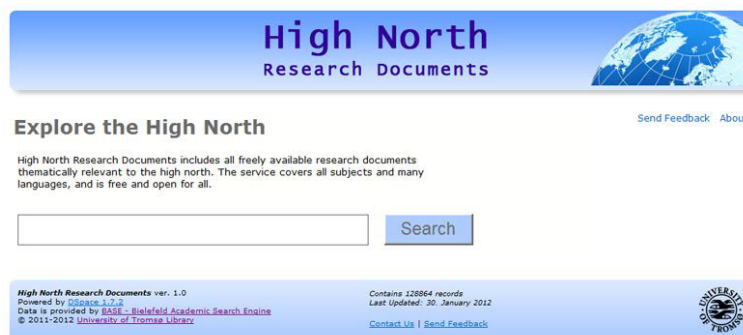 High North
Research Documents
Send Feedback Abou
Explore the High North
High North Research Documents includes all freely available research documents
thematically relevant to the high north. The service covers all subjects and many
languages, and is free and open for all.
Search
High North Research Documents ver. 1.0
Powered by DSpace 1.7.2
Data is provided by BASE - Bielefeld Academic Search Engine
© 2011-2012 University of Tromsø Library
Contains 128864 records
Last Updated: 30. January 2012
Contact Us | Send Feedback
UNIVERSITY
TROMSØ